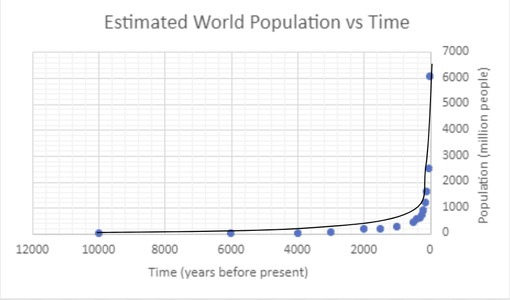 Estimated World Population vs Time
7000
6000
5000
4000
3000
2000
1000
0
Population (million people)
12000 10000 8000 6000 4000 2000 0
Time (years before present)